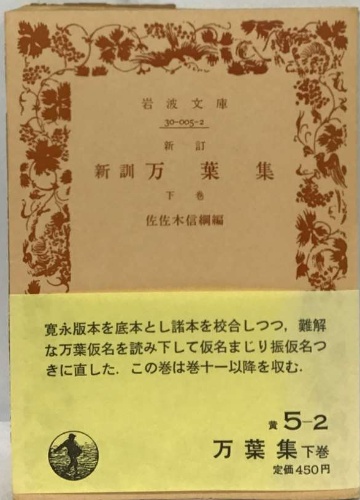 岩波文庫
30-005-2
新訂
新訓 万葉集
下巻
佐佐木信綱編
寛永版本を底本とし諸本を校合しつつ，難解
な万葉仮名を読み下して仮名まじり振仮名つ
きに直した．この巻は巻十一以降を収む．
黄 5-2
万葉集 下巻
定価450円